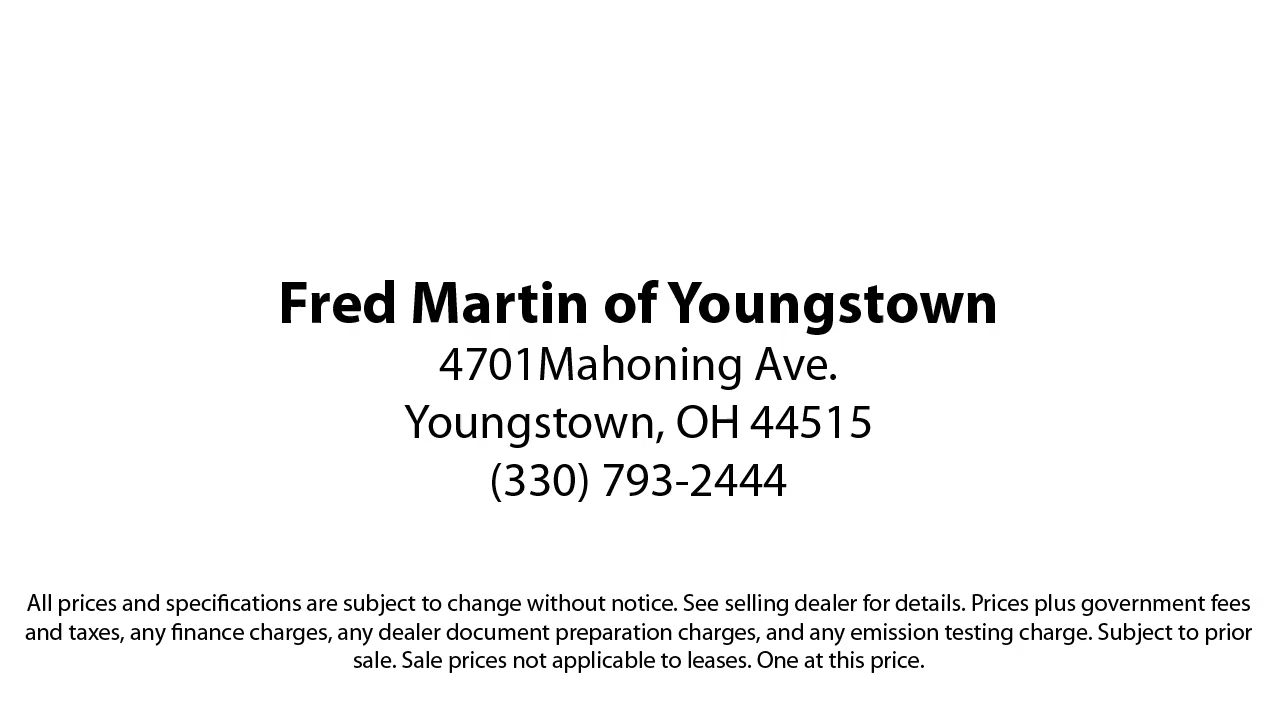 Fred Martin of Youngstown
4701Mahoning Ave.
Youngstown, OH 44515
(330) 793-2444
All prices and specifications are subject to change without notice. See selling dealer for details. Prices plus government fees
and taxes, any finance charges, any dealer document preparation charges, and any emission testing charge. Subject to prior
sale. Sale prices not applicable to leases. One at this price.